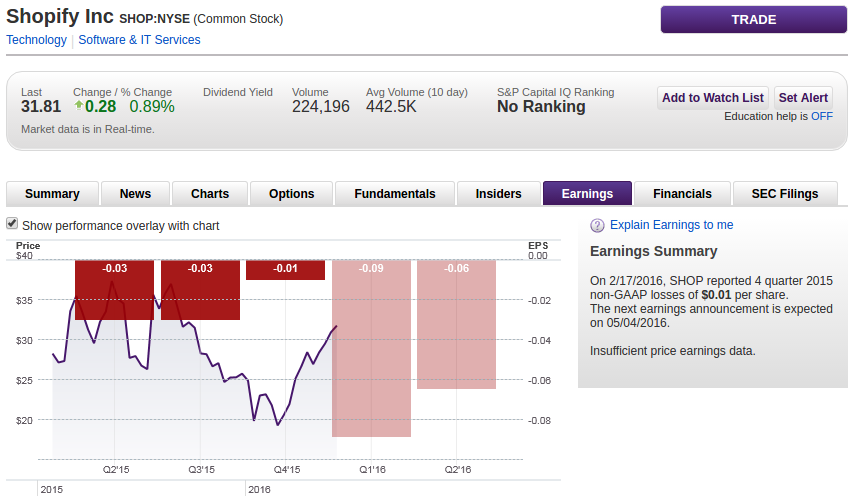 Shopify Inc SHOP:NYSE (Common Stock)
TRADE
Technology | Software & IT Services
Last Change / % Change Dividend Yield Volume Avg Volume (10 day) S&P Capital IQ Ranking
31.81 0.28 0.89% 224,196 442.5K No Ranking
Add to Watch List Set Alert
Education help is OFF
Market data is in Real-time.
Summary News Charts Options Fundamentals Insiders Earnings Financials SEC Filings
Show performance overlay with chart
Price EPS
$40 0.00
-0.03 -0.03 -0.01 -0.09 -0.06
$35 -0.02
$30 -0.04
$25 -0.06
$20 -0.08
Q2'15 Q3'15 Q4'15 Q1'16 Q2'16
2015 2016
? Explain Earnings to me
Earnings Summary
On 2/17/2016, SHOP reported 4 quarter 2015
non-GAAP losses of $0.01 per share.
The next earnings announcement is expected
on 05/04/2016.
Insufficient price earnings data.